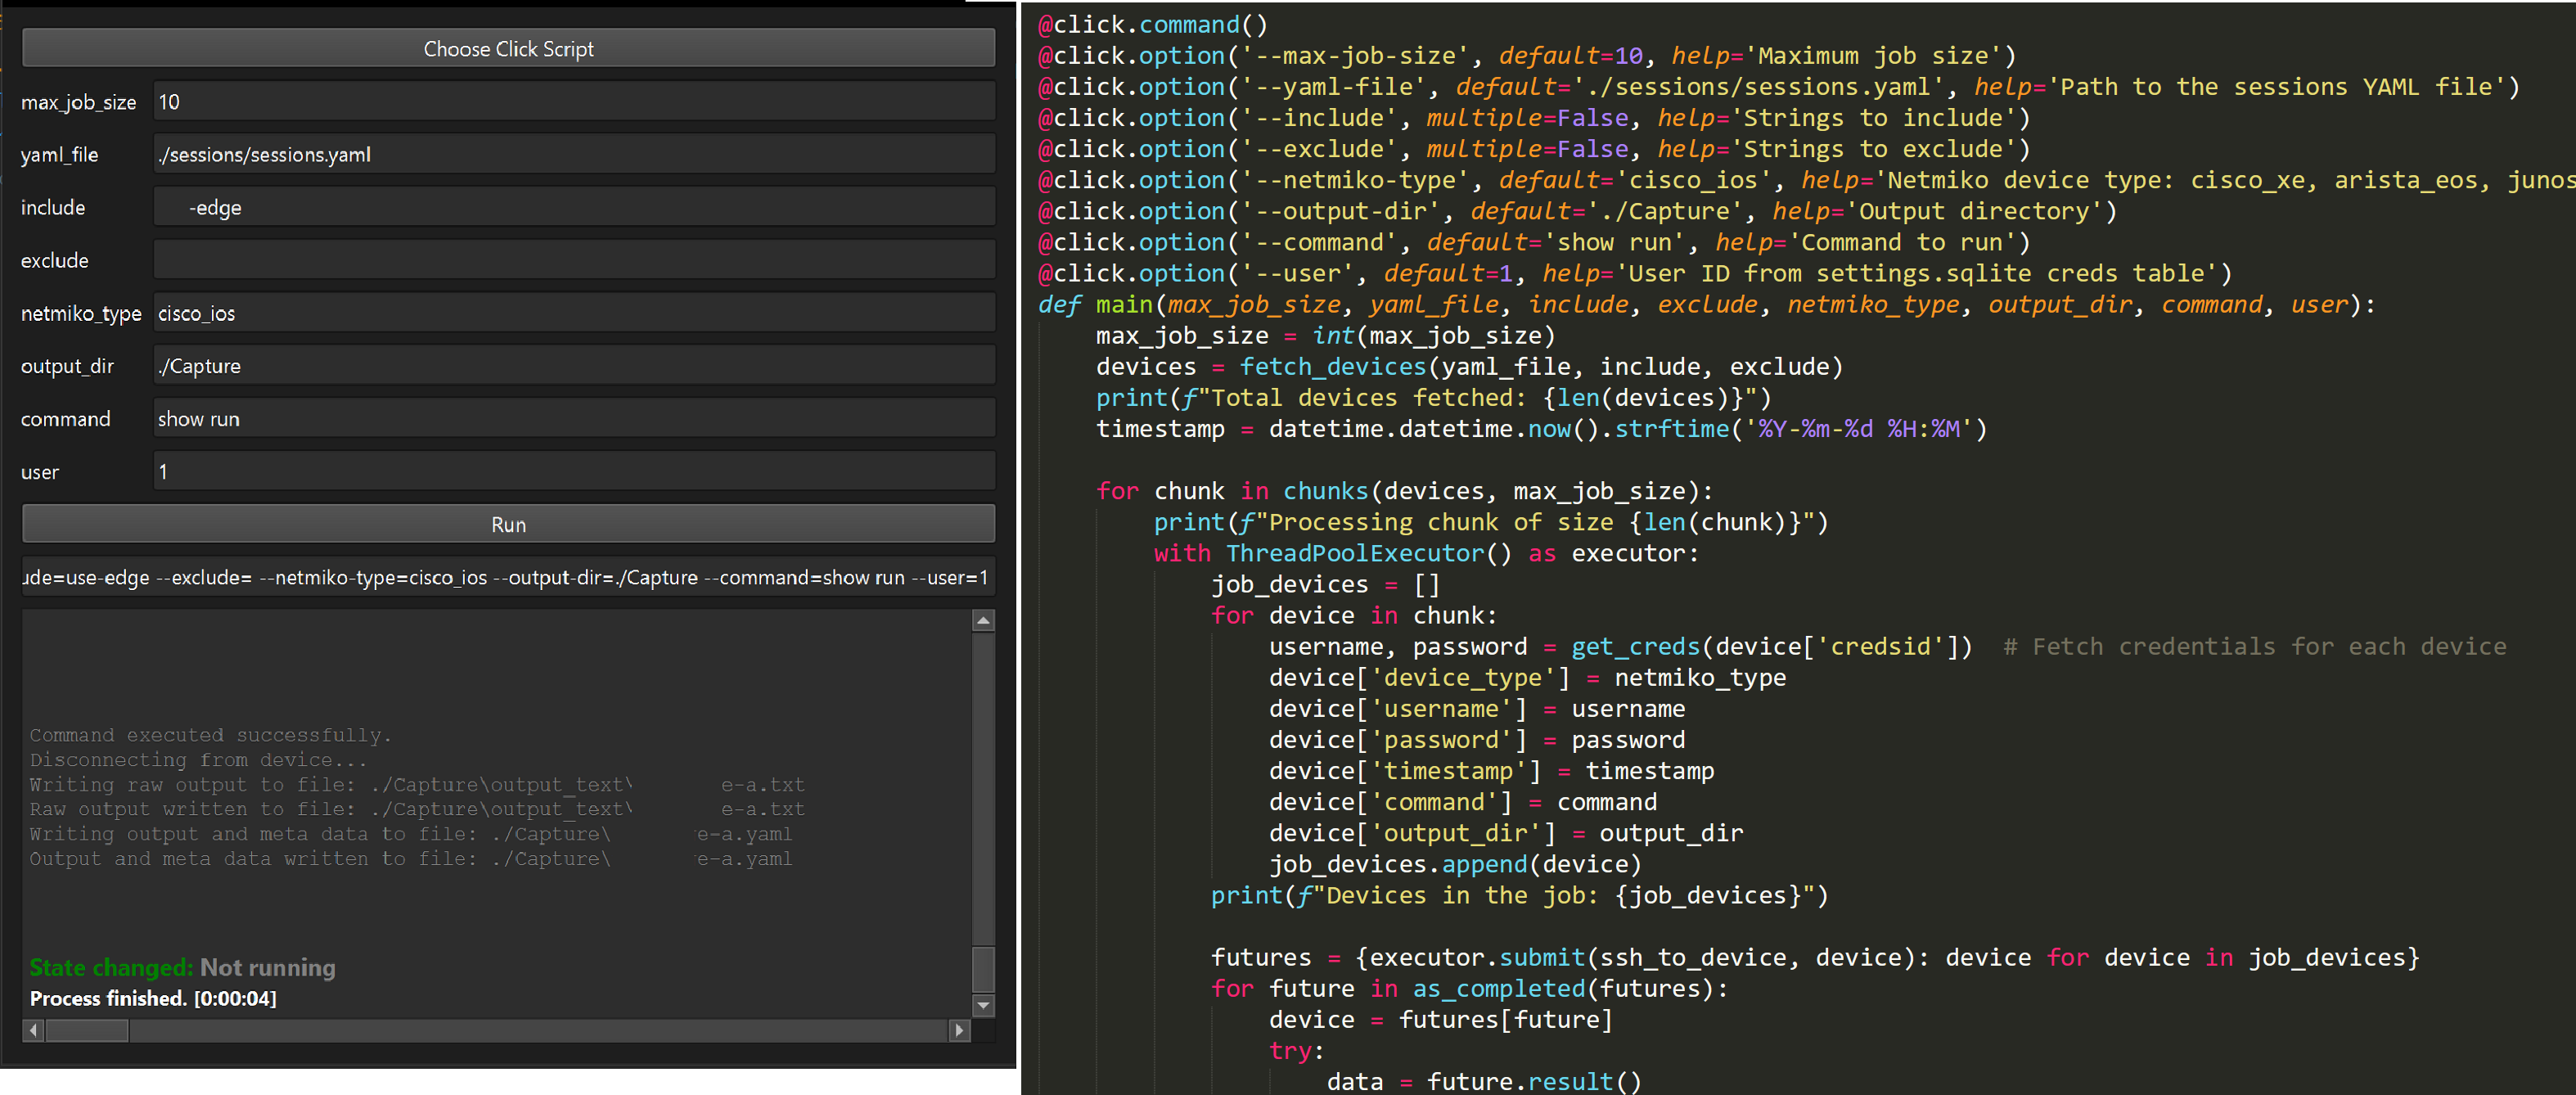 Choose Click Script
max_job_size 10
yaml_file ./sessions/sessions.yaml
include -edge
exclude
netmiko_type cisco_ios
output_dir ./Capture
command show run
user 1
Run
ude=use-edge --exclude= --netmiko-type=cisco_ios --output-dir=./Capture --command=show run --user=1
Command executed successfully.
Disconnecting from device...
Writing raw output to file: ./Capture\output_text\ e-a.txt
Raw output written to file: ./Capture\output_text\ e-a.txt
Writing output and meta data to file: ./Capture\ e-a.yaml
Output and meta data written to file: ./Capture\ e-a.yaml
State changed: Not running
Process finished. [0:00:04]
@click.command()
@click.option('--max-job-size', default=10, help='Maximum job size')
@click.option('--yaml-file', default='./sessions/sessions.yaml', help='Path to the sessions YAML file')
@click.option('--include', multiple=False, help='Strings to include')
@click.option('--exclude', multiple=False, help='Strings to exclude')
@click.option('--netmiko-type', default='cisco_ios', help='Netmiko device type: cisco_xe, arista_eos, junos
@click.option('--output-dir', default='./Capture', help='Output directory')
@click.option('--command', default='show run', help='Command to run')
@click.option('--user', default=1, help='User ID from settings.sqlite creds table')
def main(max_job_size, yaml_file, include, exclude, netmiko_type, output_dir, command, user):
    max_job_size = int(max_job_size)
    devices = fetch_devices(yaml_file, include, exclude)
    print(f"Total devices fetched: {len(devices)}")
    timestamp = datetime.datetime.now().strftime('%Y-%m-%d %H:%M')
    for chunk in chunks(devices, max_job_size):
        print(f"Processing chunk of size {len(chunk)}")
        with ThreadPoolExecutor() as executor:
            job_devices = []
            for device in chunk:
                username, password = get_creds(device['credsid'])  # Fetch credentials for each device
                device['device_type'] = netmiko_type
                device['username'] = username
                device['password'] = password
                device['timestamp'] = timestamp
                device['command'] = command
                device['output_dir'] = output_dir
                job_devices.append(device)
            print(f"Devices in the job: {job_devices}")
            futures = {executor.submit(ssh_to_device, device): device for device in job_devices}
            for future in as_completed(futures):
                device = futures[future]
                try:
                    data = future.result()